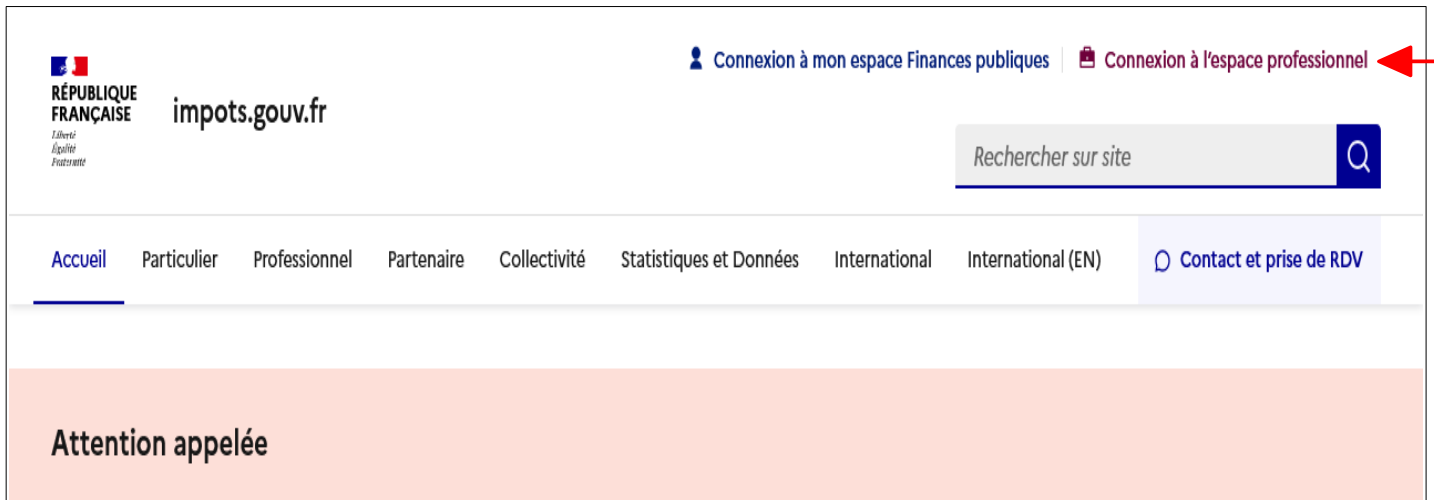 Connexion à mon espace Finances publiques
Connexion à l'espace professionnel
RÉPUBLIQUE
FRANÇAISE
Liberté
Égalité
Fraternité
impots.gouv.fr
Rechercher sur site
Accueil Particulier Professionnel Partenaire Collectivité Statistiques et Données International International (EN) Contact et prise de RDV
Attention appelée